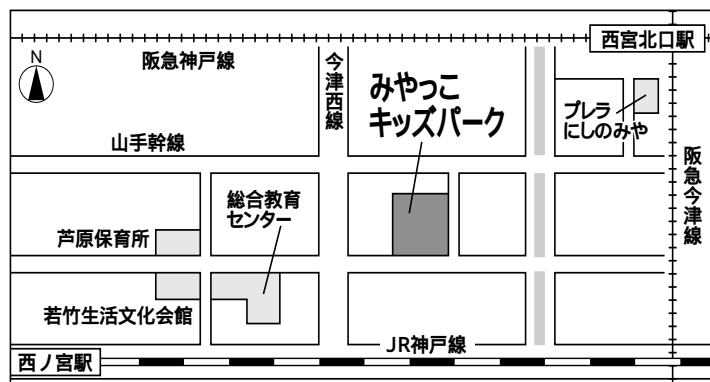 西宮北口駅
N
阪急神戸線
今津西線
みやっこ
キッズパーク
プレラ
にしのみや
山手幹線
阪急今津線
総合教育
センター
芦原保育所
若竹生活文化会館
JR神戸線
西ノ宮駅